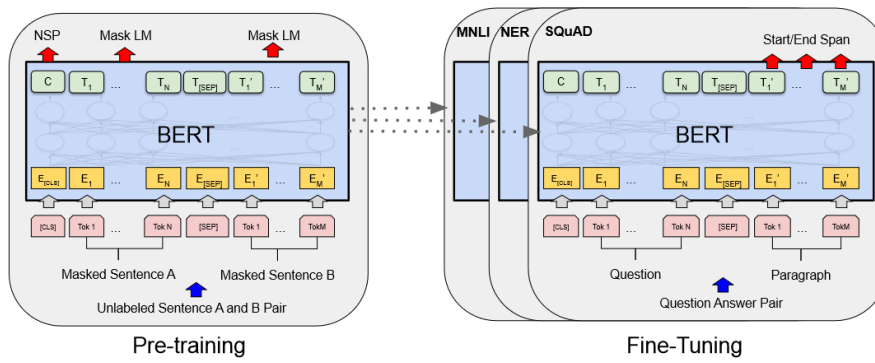 NSP Mask LM Mask LM
C T1 ... TN T[SEP] T1' ... TM'
BERT
E[CLS] E1 ... EN E[SEP] E1' ... EM'
[CLS] Tok 1 ... Tok N [SEP] Tok 1 ... TokM
Masked Sentence A Masked Sentence B
Unlabeled Sentence A and B Pair
Pre-training
MNLI NER SQuAD
Start/End Span
C T1 ... TN T[SEP] T1' ... TM'
BERT
E[CLS] E1 ... EN E[SEP] E1' ... EM'
[CLS] Tok 1 ... Tok N [SEP] Tok 1 ... TokM
Question Paragraph
Question Answer Pair
Fine-Tuning